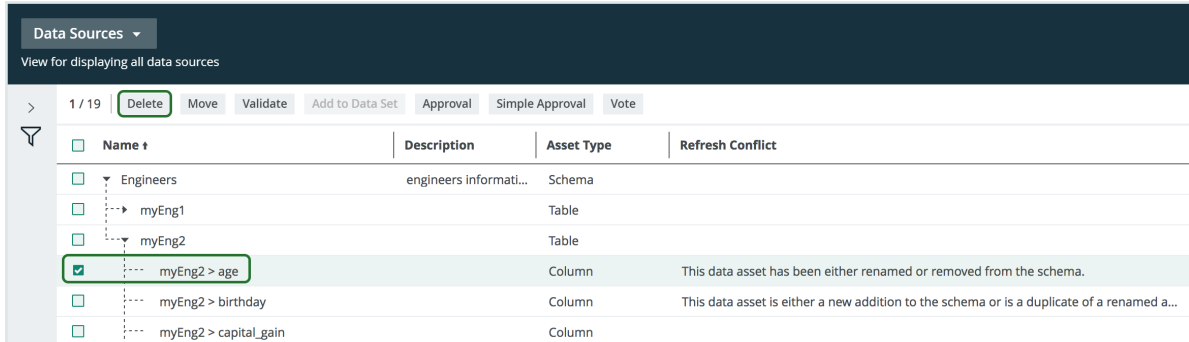 Data Sources
View for displaying all data sources
1 / 19 Delete Move Validate Add to Data Set Approval Simple Approval Vote
Name Description Asset Type Refresh Conflict
Engineers engineers informati... Schema
myEng1 Table
myEng2 Table
myEng2 > age Column This data asset has been either renamed or removed from the schema.
myEng2 > birthday Column This data asset is either a new addition to the schema or is a duplicate of a renamed a...
myEng2 > capital_gain Column